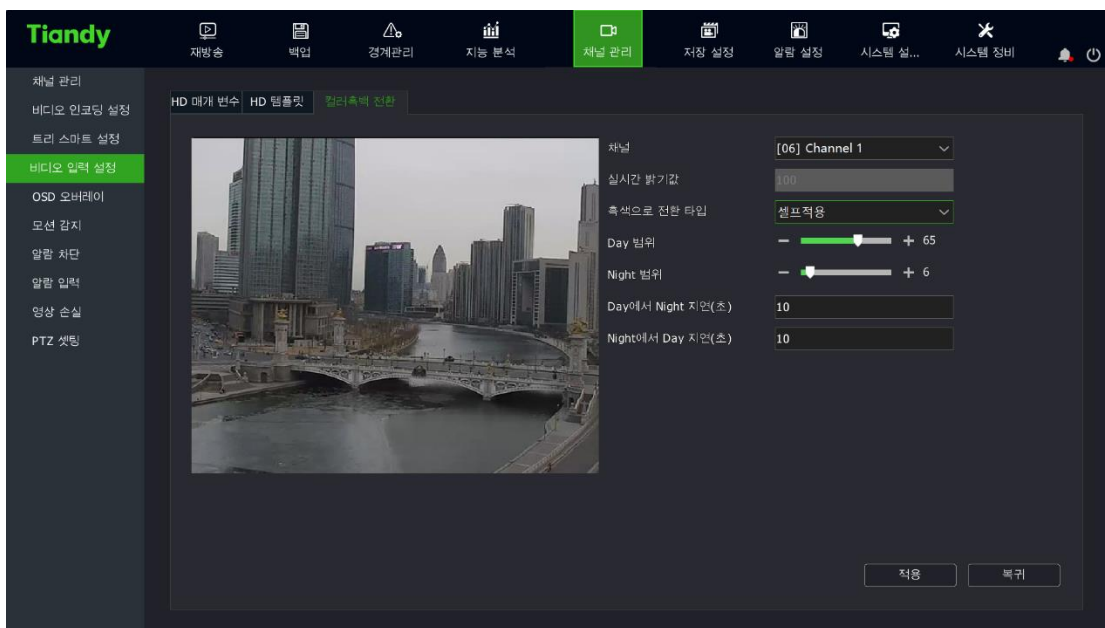 Tiandy
재방송
백업
경계관리
지능 분석
채널 관리
저장 설정
알람 설정
시스템 설...
시스템 정비
채널 관리
비디오 인코딩 설정
트리 스마트 설정
비디오 입력 설정
OSD 오버레이
모션 감지
알람 차단
알람 입력
영상 손실
PTZ 셋팅
HD 매개 변수 HD 템플릿 컬러흑백 전환
채널 [06] Channel 1
실시간 밝기값 100
흑색으로 전환 타입 셀프적용
Day 범위 − + 65
Night 범위 − + 6
Day에서 Night 지연(초) 10
Night에서 Day 지연(초) 10
적용 복귀